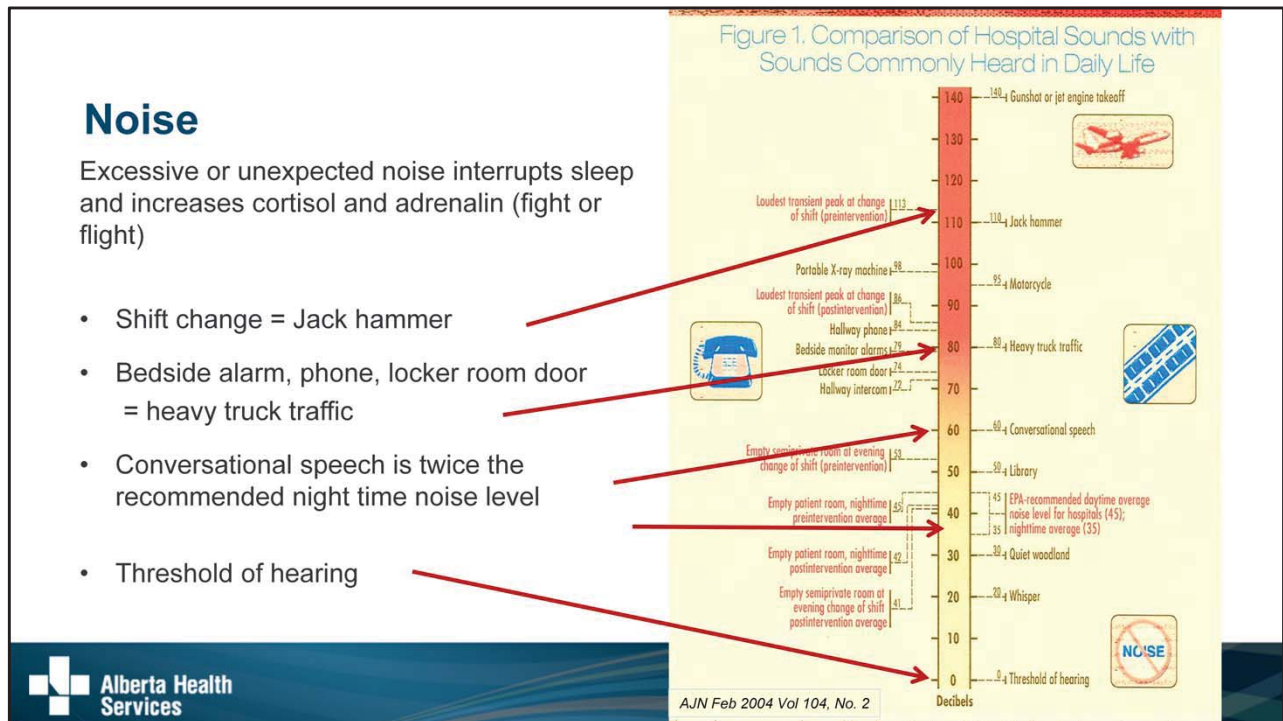 Noise
Excessive or unexpected noise interrupts sleep
and increases cortisol and adrenalin (fight or
flight)
• Shift change = Jack hammer
• Bedside alarm, phone, locker room door
= heavy truck traffic
• Conversational speech is twice the
recommended night time noise level
• Threshold of hearing
Alberta Health
Services
Figure 1. Comparison of Hospital Sounds with
Sounds Commonly Heard in Daily Life
140
130
120
110
100
90
80
70
60
50
40
30
20
10
0
Decibels
Loudest transient peak at change
of shift (preintervention)
113
Portable X-ray machine
98
Loudest transient peak at change
of shift (postintervention)
86
Hallway phone
84
Bedside monitor alarms
79
Locker room door
74
Hallway intercom
72
Empty semiprivate room at evening
change of shift (preintervention)
53
Empty patient room, nighttime
preintervention average
45
Empty patient room, nighttime
postintervention average
42
Empty semiprivate room at
evening change of shift
postintervention average
41
140 Gunshot or jet engine takeoff
110 Jack hammer
95 Motorcycle
80 Heavy truck traffic
60 Conversational speech
50 Library
45 EPA-recommended daytime average
noise level for hospitals (45);
35 nighttime average (35)
30 Quiet woodland
20 Whisper
NOISE
0 Threshold of hearing
AJN Feb 2004 Vol 104, No. 2